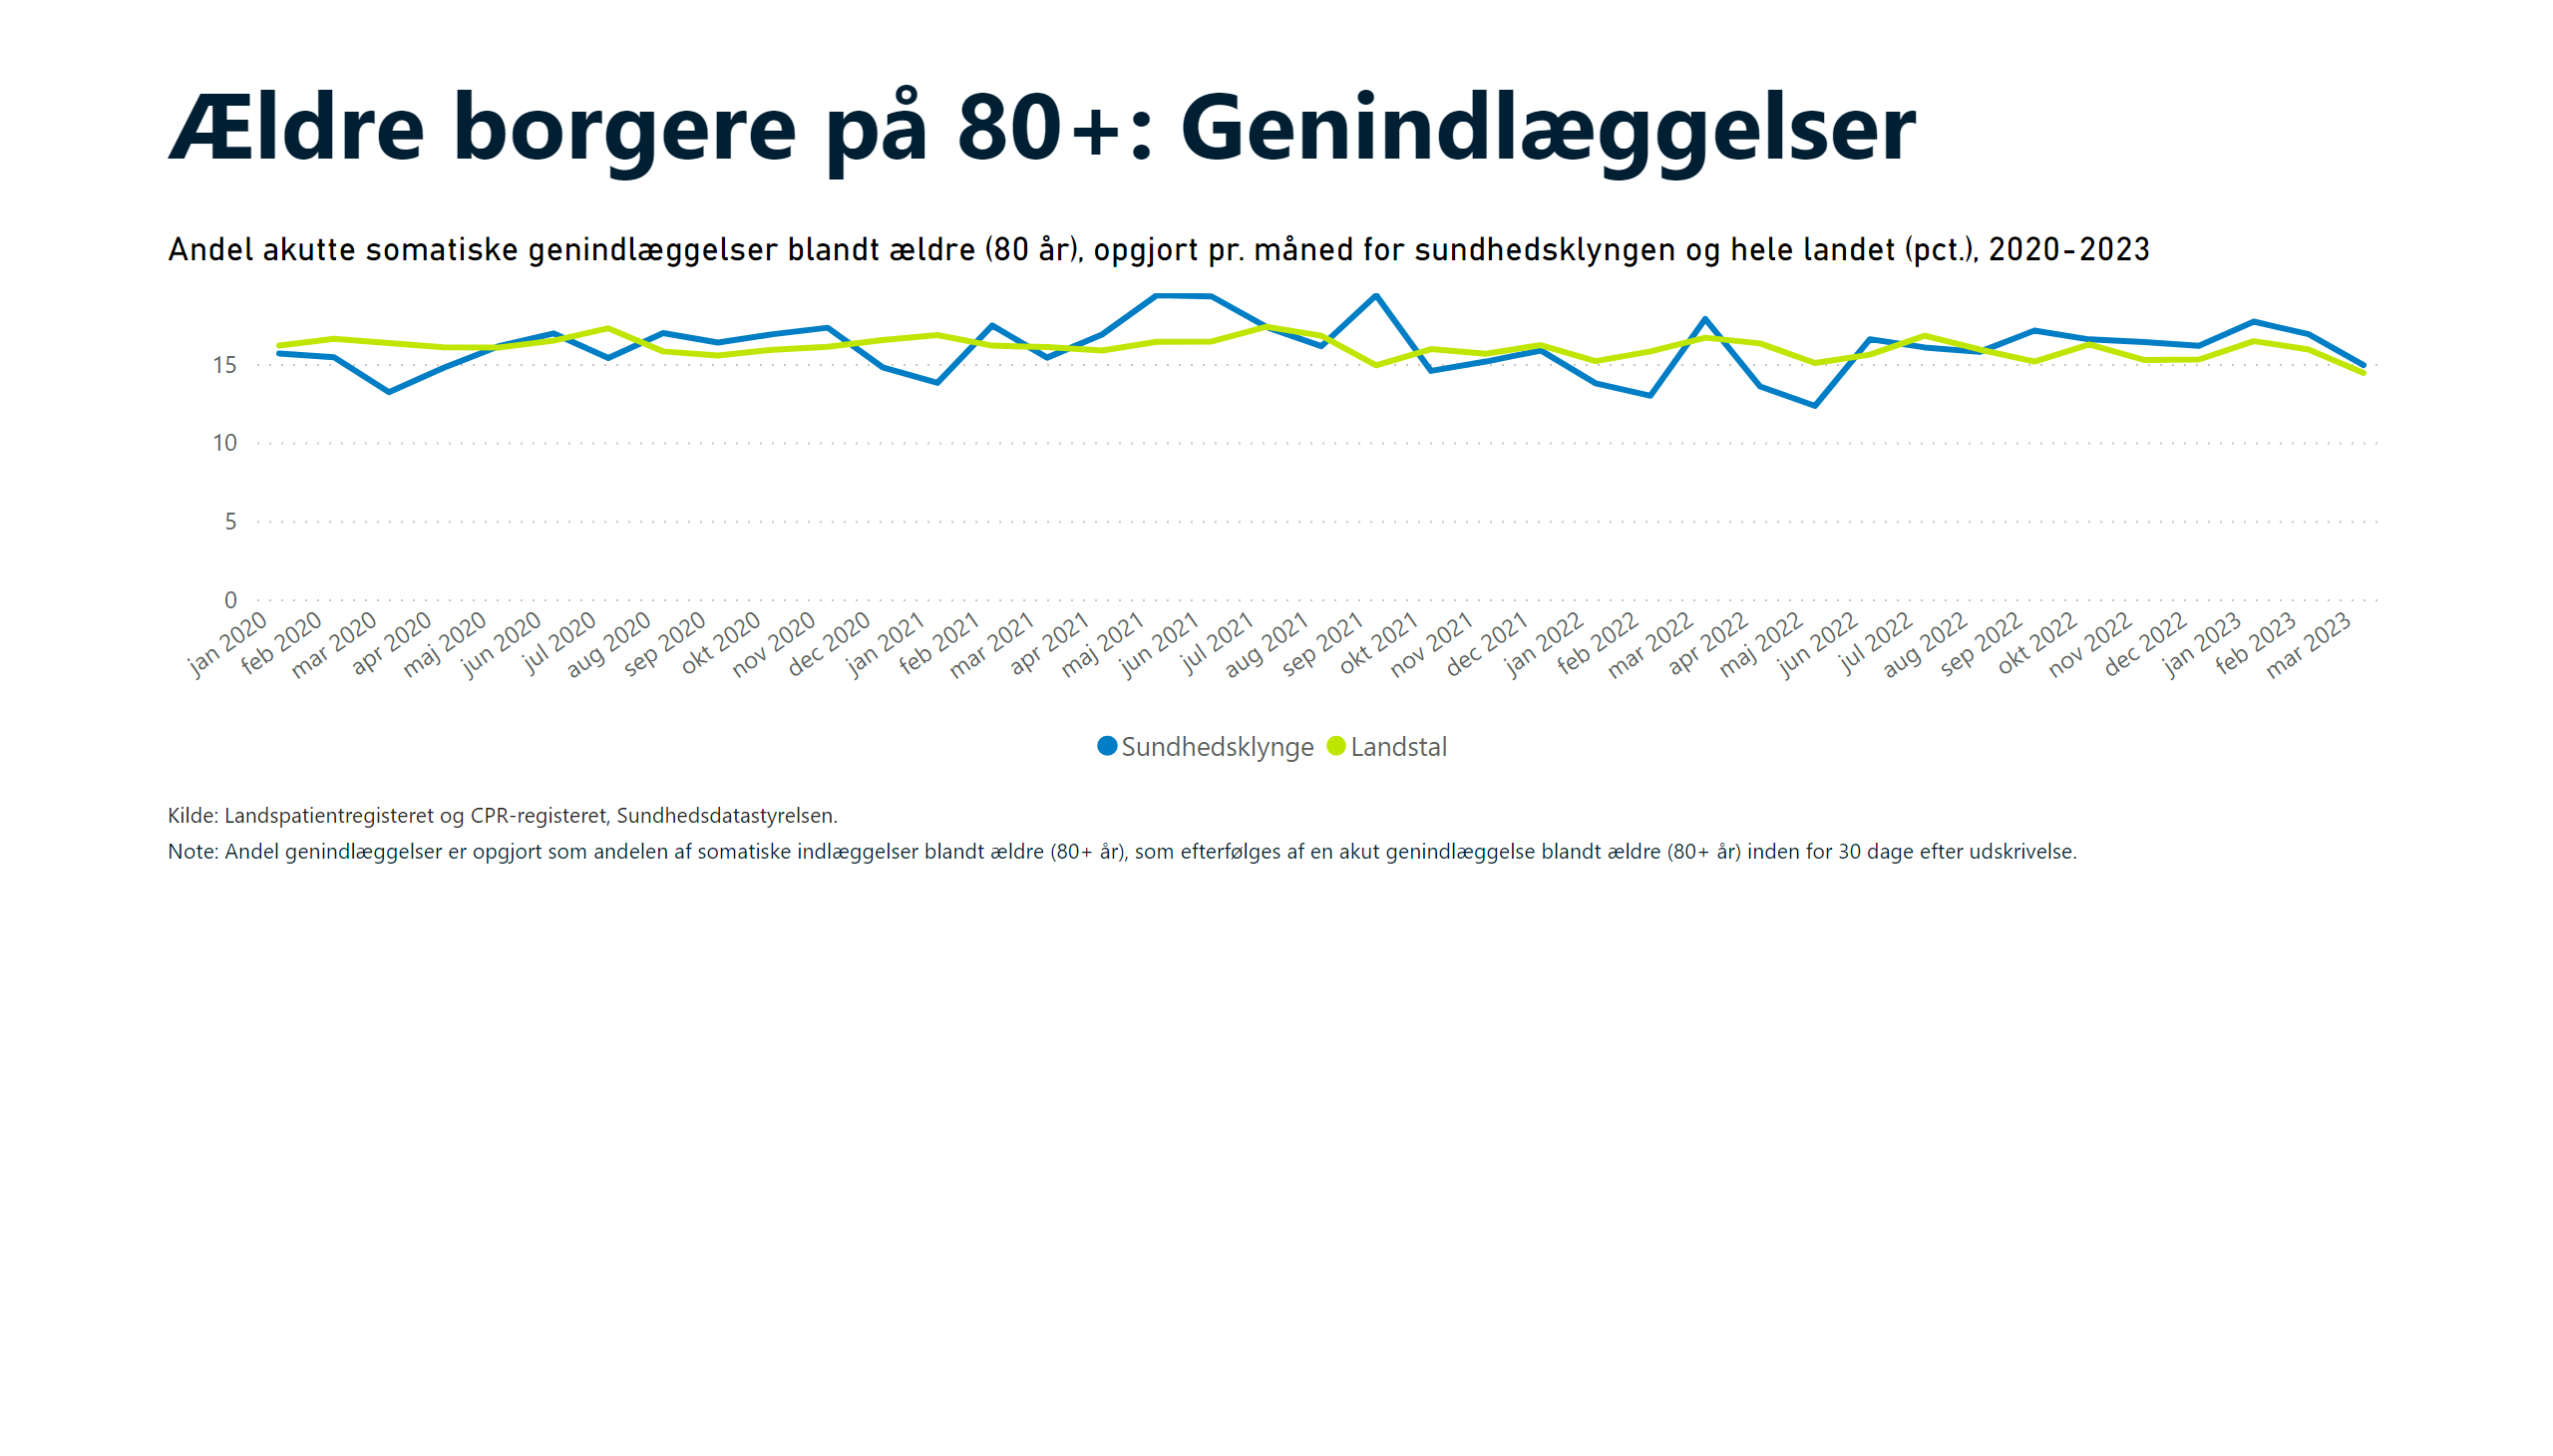 Ældre borgere på 80+: Genindlæggelser
Andel akutte somatiske genindlæggelser blandt ældre (80 år), opgjort pr. måned for sundhedsklyngen og hele landet (pct.), 2020-2023
15
10
5
0
jan 2020
feb 2020
mar 2020
apr 2020
maj 2020
jun 2020
jul 2020
aug 2020
sep 2020
okt 2020
nov 2020
dec 2020
jan 2021
feb 2021
mar 2021
apr 2021
maj 2021
jun 2021
jul 2021
aug 2021
sep 2021
okt 2021
nov 2021
dec 2021
jan 2022
feb 2022
mar 2022
apr 2022
maj 2022
jun 2022
jul 2022
aug 2022
sep 2022
okt 2022
nov 2022
dec 2022
jan 2023
feb 2023
mar 2023
Sundhedsklynge Landstal
Kilde: Landspatientregisteret og CPR-registeret, Sundhedsdatastyrelsen.
Note: Andel genindlæggelser er opgjort som andelen af somatiske indlæggelser blandt ældre (80+ år), som efterfølges af en akut genindlæggelse blandt ældre (80+ år) inden for 30 dage efter udskrivelse.